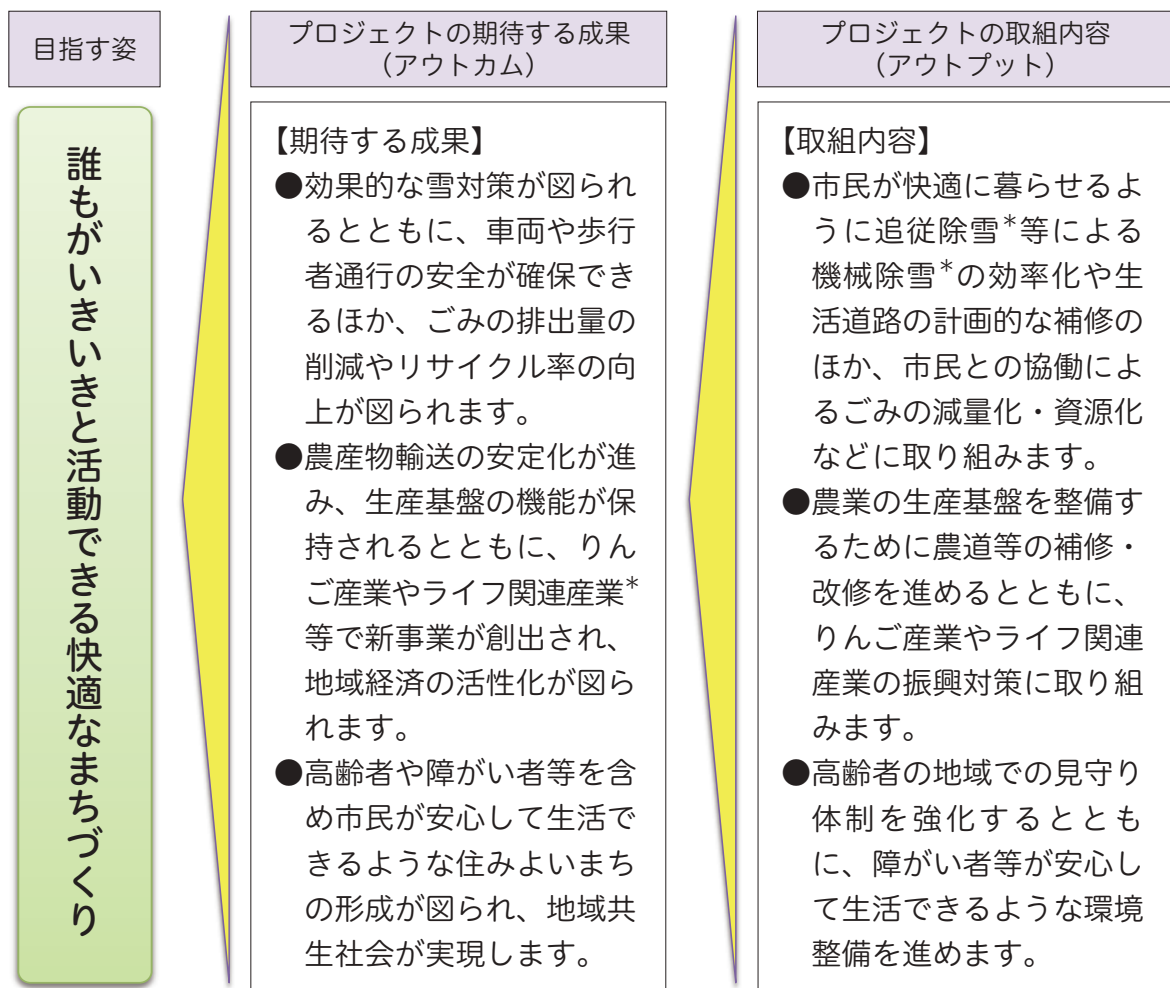 目指す姿
誰もがいきいきと活動できる快適なまちづくり
プロジェクトの期待する成果
（アウトカム）
【期待する成果】
●効果的な雪対策が図られ
るとともに、車両や歩行
者通行の安全が確保でき
るほか、ごみの排出量の
削減やリサイクル率の向
上が図られます。
●農産物輸送の安定化が進
み、生産基盤の機能が保
持されるとともに、りん
ご産業やライフ関連産業*
等で新事業が創出され、
地域経済の活性化が図ら
れます。
●高齢者や障がい者等を含
め市民が安心して生活で
きるような住みよいまち
の形成が図られ、地域共
生社会が実現します。
プロジェクトの取組内容
（アウトプット）
【取組内容】
●市民が快適に暮らせるよ
うに追従除雪*等による
機械除雪*の効率化や生
活道路の計画的な補修の
ほか、市民との協働によ
るごみの減量化・資源化
などに取り組みます。
●農業の生産基盤を整備す
るために農道等の補修・
改修を進めるとともに、
りんご産業やライフ関連
産業の振興対策に取り組
みます。
●高齢者の地域での見守り
体制を強化するととも
に、障がい者等が安心し
て生活できるような環境
整備を進めます。